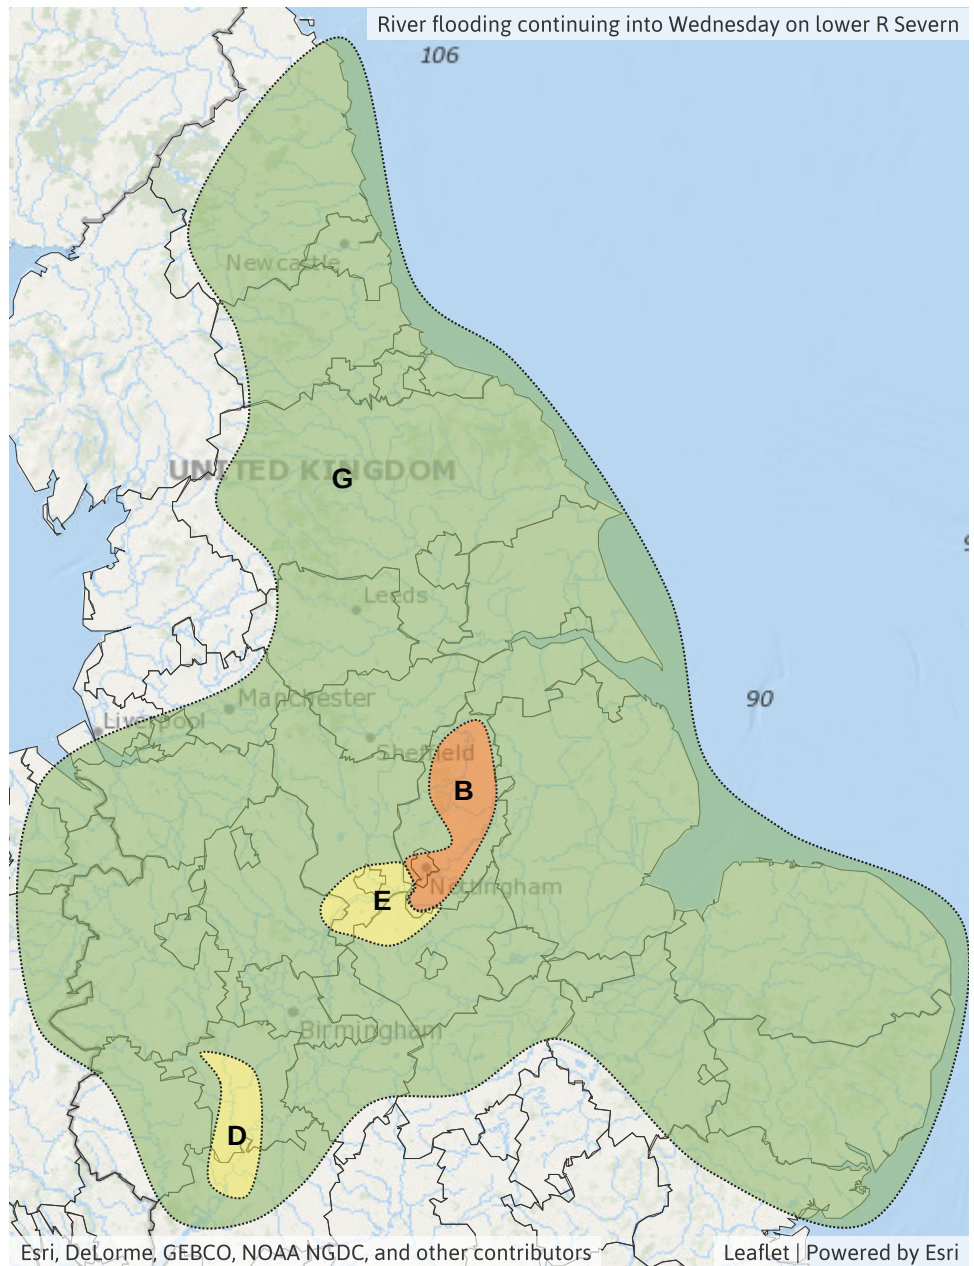 River flooding continuing into Wednesday on lower R Severn
106
Newcastle
UNITED KINGDOM
G
Leeds
Manchester
90
Liverpool
Sheffield
B
Nottingham
E
Birmingham
D
Esri, DeLorme, GEBCO, NOAA NGDC, and other contributors
Leaflet | Powered by Esri